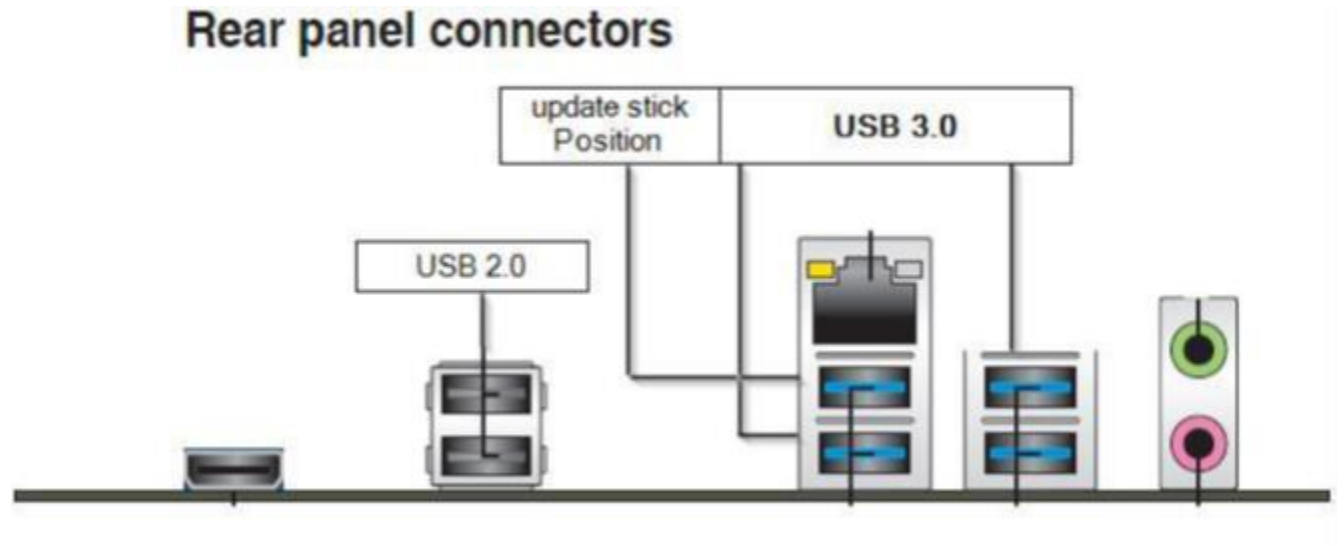 Rear panel connectors
update stick
Position
USB 3.0
USB 2.0